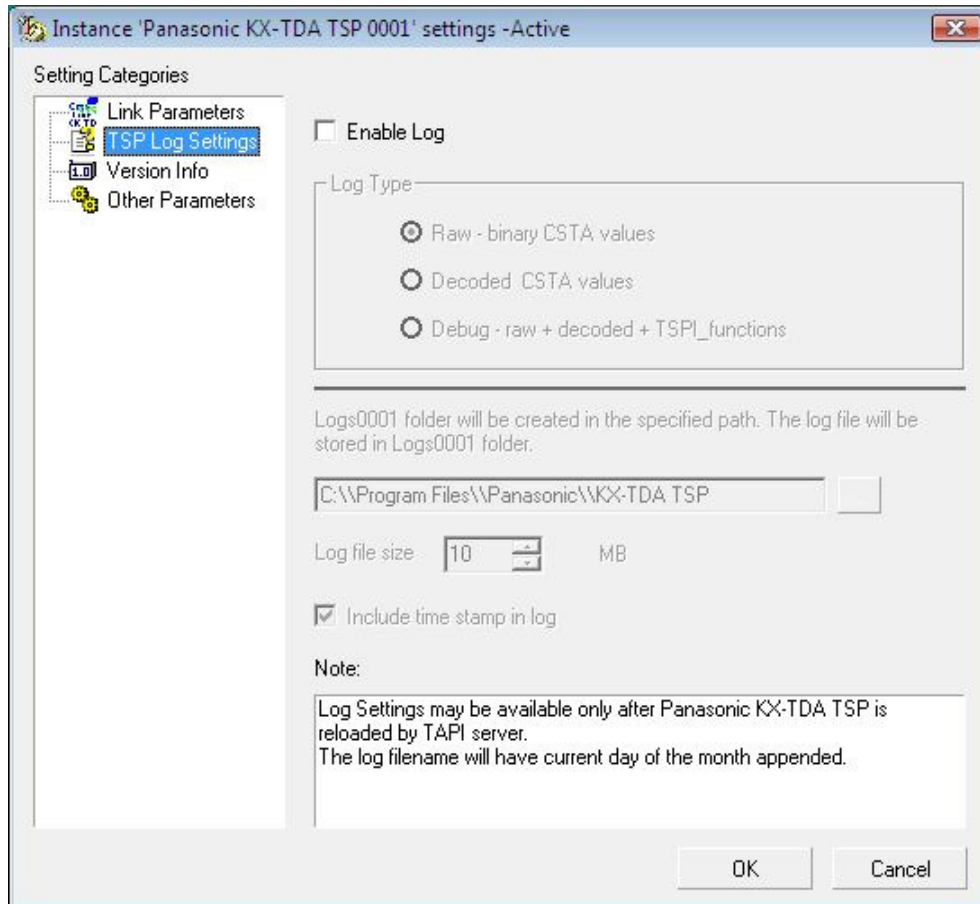 Instance 'Panasonic KX-TDA TSP 0001' settings -Active
Setting Categories
Link Parameters
TSP Log Settings
Version Info
Other Parameters
Enable Log
Log Type
Raw - binary CSTA values
Decoded CSTA values
Debug - raw + decoded + TSPI_functions
Logs0001 folder will be created in the specified path. The log file will be
stored in Logs0001 folder.
C:\\Program Files\\Panasonic\\KX-TDA TSP
Log file size 10 MB
Include time stamp in log
Note:
Log Settings may be available only after Panasonic KX-TDA TSP is
reloaded by TAPI server.
The log filename will have current day of the month appended.
OK Cancel